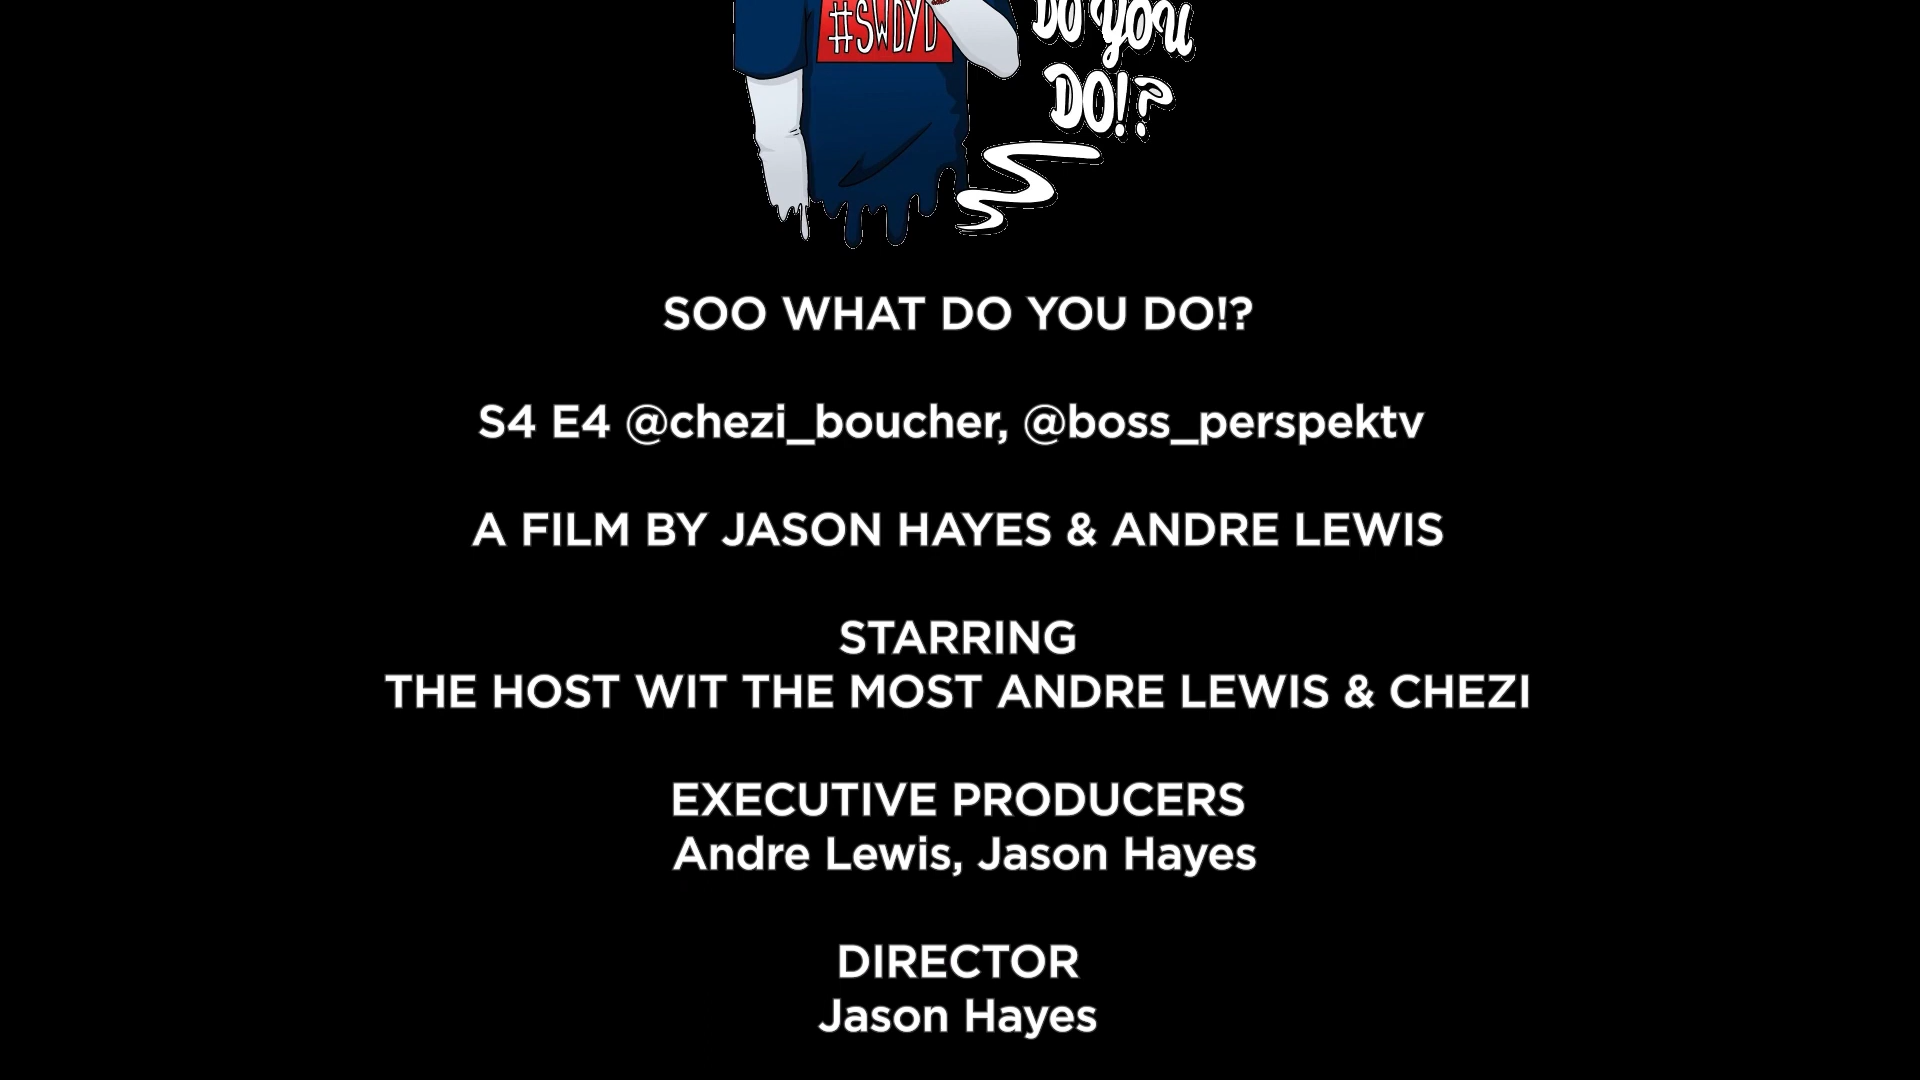 #SWDYD
DO YOU
DO!?
SOO WHAT DO YOU DO!?
S4 E4 @chezi_boucher, @boss_perspektv
A FILM BY JASON HAYES & ANDRE LEWIS
STARRING
THE HOST WIT THE MOST ANDRE LEWIS & CHEZI
EXECUTIVE PRODUCERS
Andre Lewis, Jason Hayes
DIRECTOR
Jason Hayes